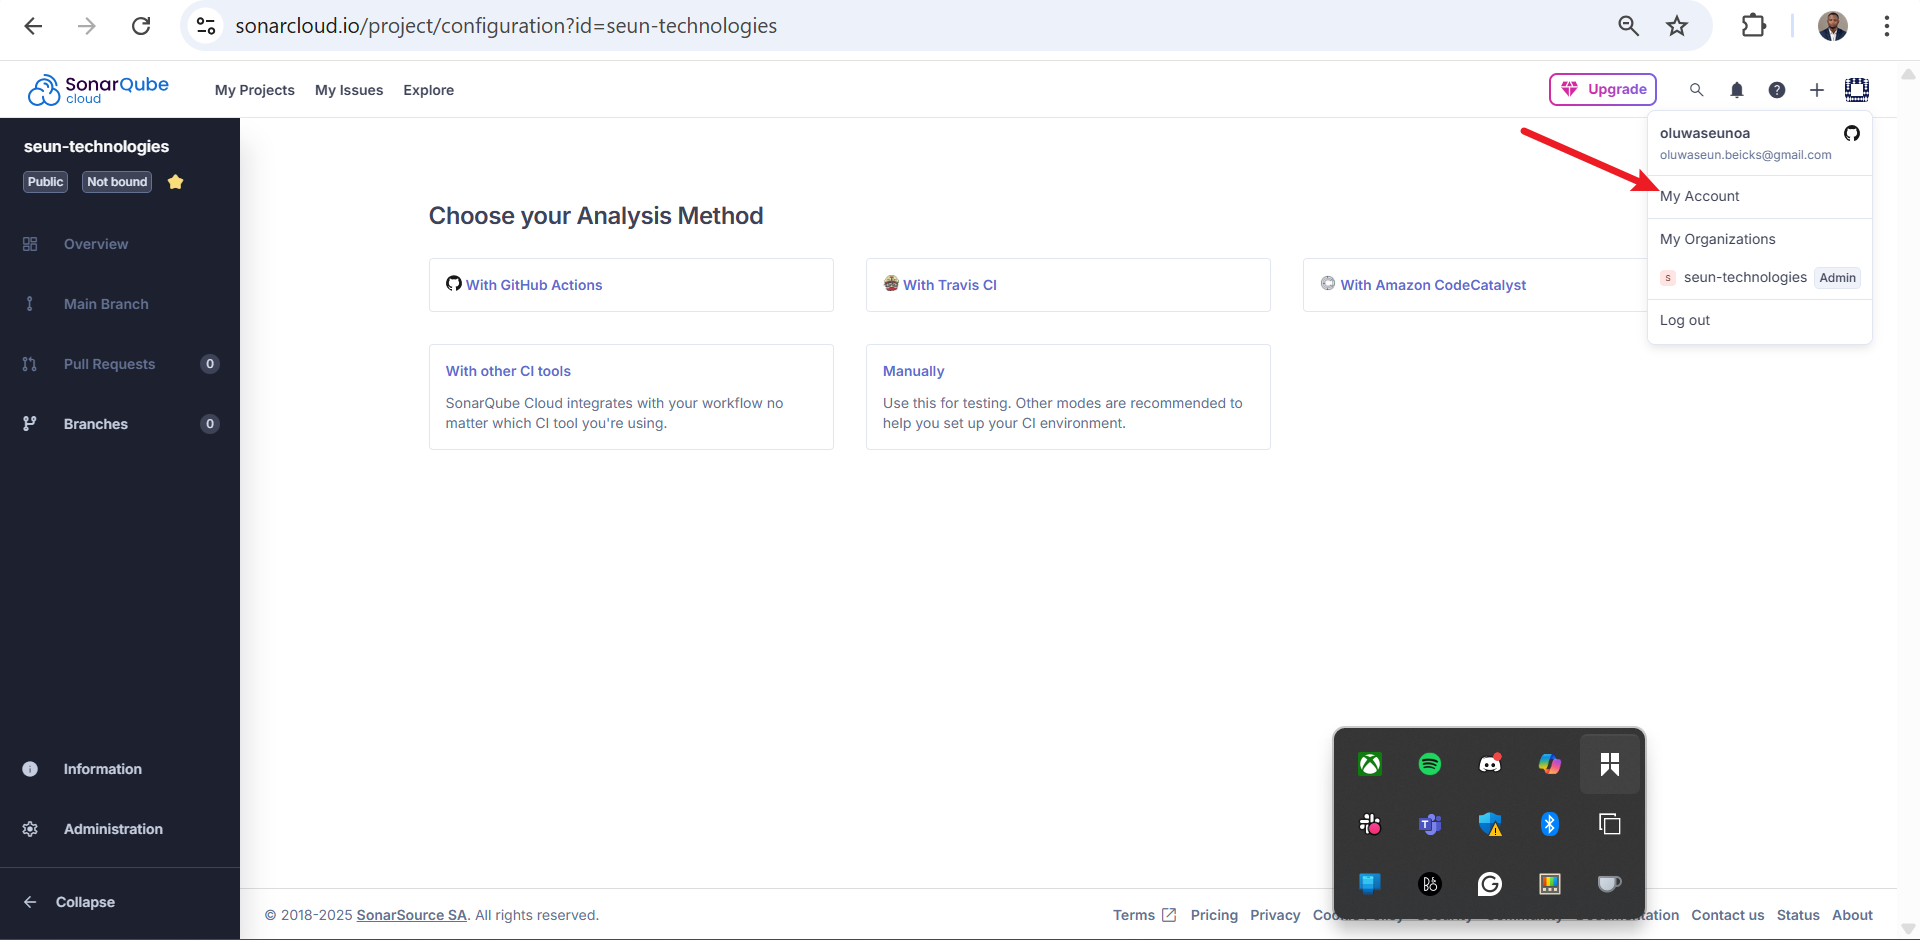 sonarcloud.io/project/configuration?id=seun-technologies
SonarQube cloud
My Projects
My Issues
Explore
Upgrade
oluwaseunoa
oluwaseun.beicks@gmail.com
My Account
My Organizations
s seun-technologies Admin
Log out
seun-technologies
Public
Not bound
Overview
Main Branch
Pull Requests 0
Branches 0
Information
Administration
Collapse
Choose your Analysis Method
With GitHub Actions
With Travis CI
With Amazon CodeCatalyst
With other CI tools
SonarQube Cloud integrates with your workflow no
matter which CI tool you're using.
Manually
Use this for testing. Other modes are recommended to
help you set up your CI environment.
© 2018-2025 SonarSource SA. All rights reserved.
Terms
Pricing
Privacy
Contact us
Status
About